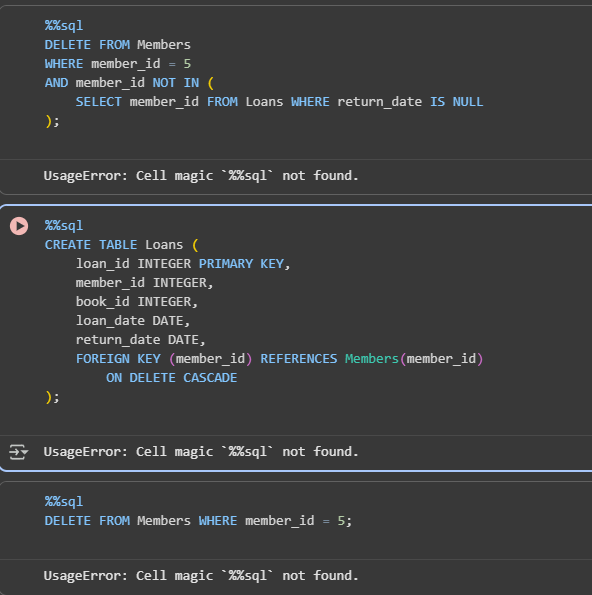 %%sql
DELETE FROM Members
WHERE member_id = 5
AND member_id NOT IN (
    SELECT member_id FROM Loans WHERE return_date IS NULL
);
UsageError: Cell magic `%%sql` not found.
%%sql
CREATE TABLE Loans (
    loan_id INTEGER PRIMARY KEY,
    member_id INTEGER,
    book_id INTEGER,
    loan_date DATE,
    return_date DATE,
    FOREIGN KEY (member_id) REFERENCES Members(member_id)
        ON DELETE CASCADE
);
UsageError: Cell magic `%%sql` not found.
%%sql
DELETE FROM Members WHERE member_id = 5;
UsageError: Cell magic `%%sql` not found.